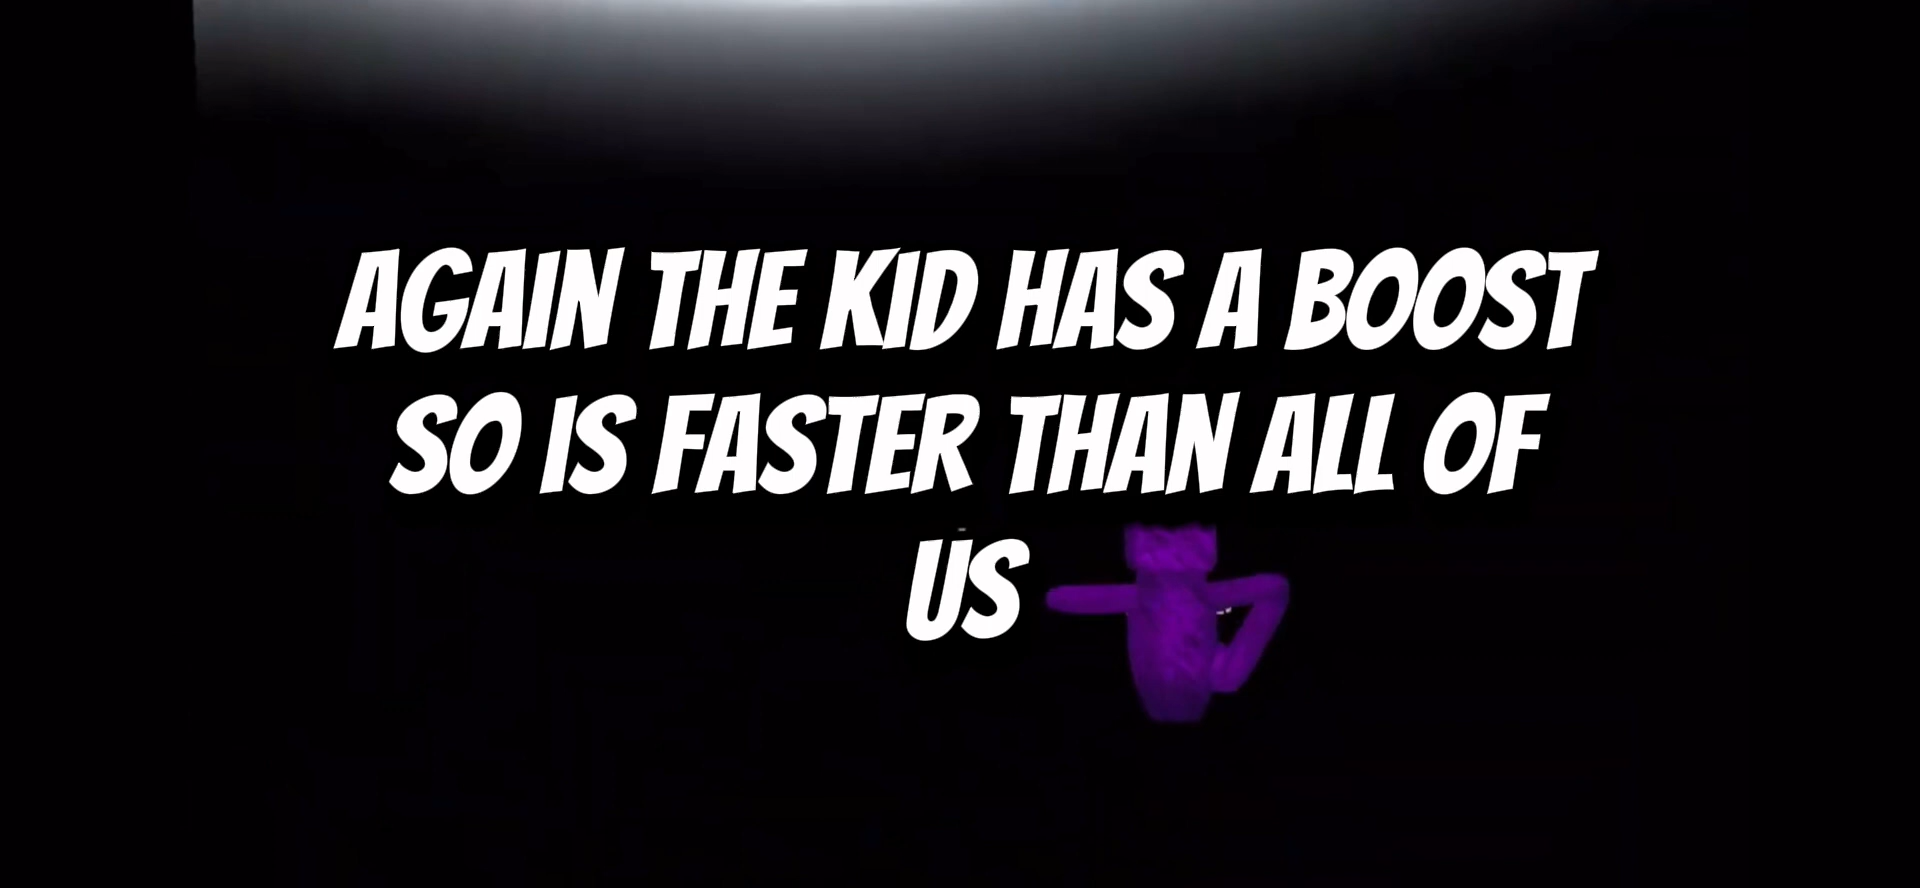 AGAIN THE KID HAS A BOOST
SO IS FASTER THAN ALL OF
US